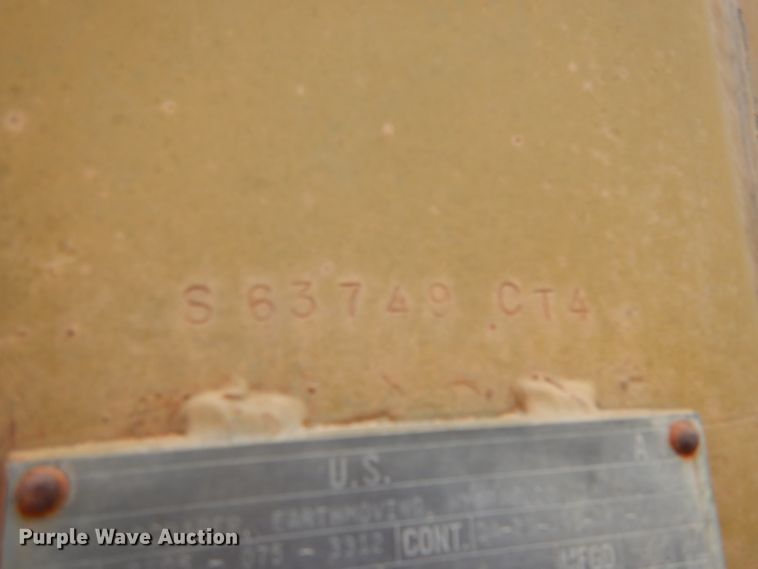 S 63749 CT4
U.S.
A
EARTHMOVING,
- 075 - 3312 CONT.
MFGD
Purple Wave Auction